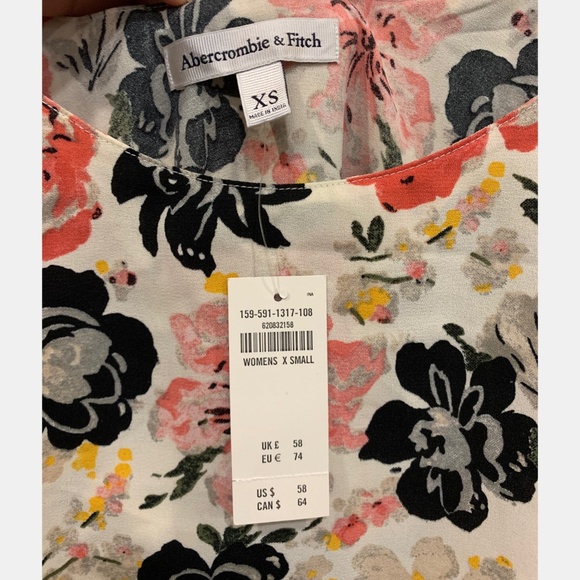 Abercrombie & Fitch
XS
MADE IN INDIA
INA
159-591-1317-108
620832158
WOMENS X SMALL
UK £ 58
EU € 74
US $ 58
CAN $ 64